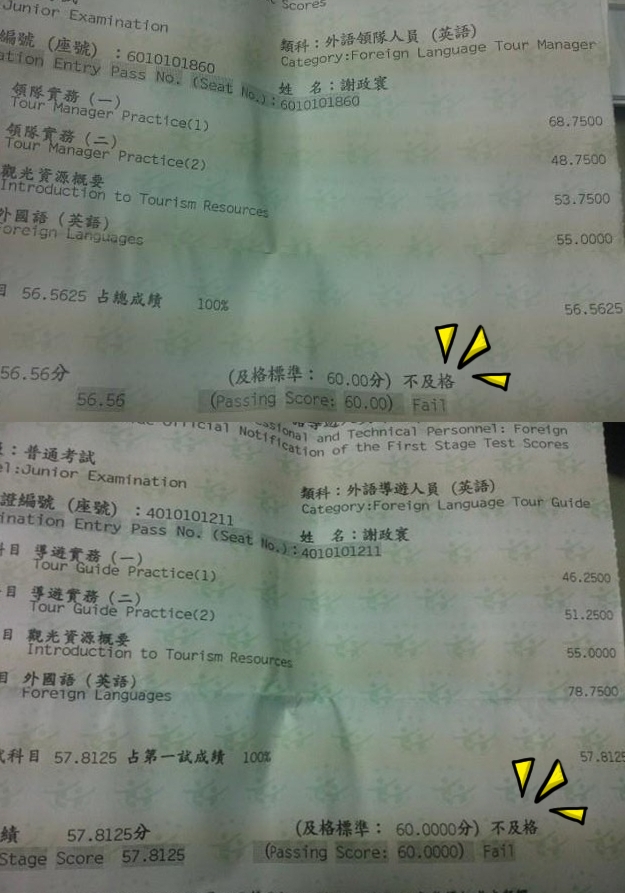 Junior Examination
Scores
編號 (座號) :6010101860
ation Entry Pass No. (Seat No.):6010101860
類科:外語領隊人員 (英語)
Category:Foreign Language Tour Manager
姓 名:謝政寰
領隊實務 (一)
Tour Manager Practice(1)
68.7500
領隊實務 (二)
Tour Manager Practice(2)
48.7500
觀光資源概要
Introduction to Tourism Resources
53.7500
外國語 (英語)
oreign Languages
55.0000
目 56.5625 占總成績 100%
56.5625
56.56分
(及格標準: 60.00分) 不及格
56.56
(Passing Score: 60.00) Fail
sional and Technical Personnel: Foreign
Official Notification of the First Stage Test Scores
:普通考試
el:Junior Examination
證編號 (座號) :4010101211
ination Entry Pass No. (Seat No.):4010101211
類科:外語導遊人員 (英語)
Category:Foreign Language Tour Guide
姓 名:謝政寰
科目 導遊實務 (一)
Tour Guide Practice(1)
46.2500
目 導遊實務 (二)
Tour Guide Practice(2)
51.2500
目 觀光資源概要
Introduction to Tourism Resources
55.0000
目 外國語 (英語)
Foreign Languages
78.7500
式科目 57.8125 占第一試成績 100%
57.8125
績 57.8125分
(及格標準: 60.0000分) 不及格
Stage Score 57.8125
(Passing Score: 60.0000) Fail